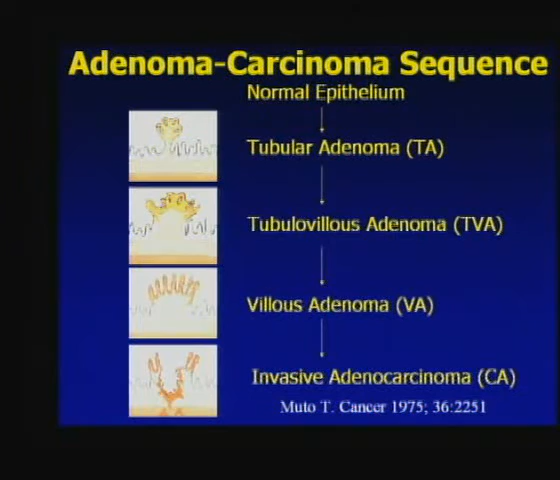 Adenoma-Carcinoma Sequence
Normal Epithelium
Tubular Adenoma (TA)
Tubulovillous Adenoma (TVA)
Villous Adenoma (VA)
Invasive Adenocarcinoma (CA)
Muto T. Cancer 1975; 36:2251